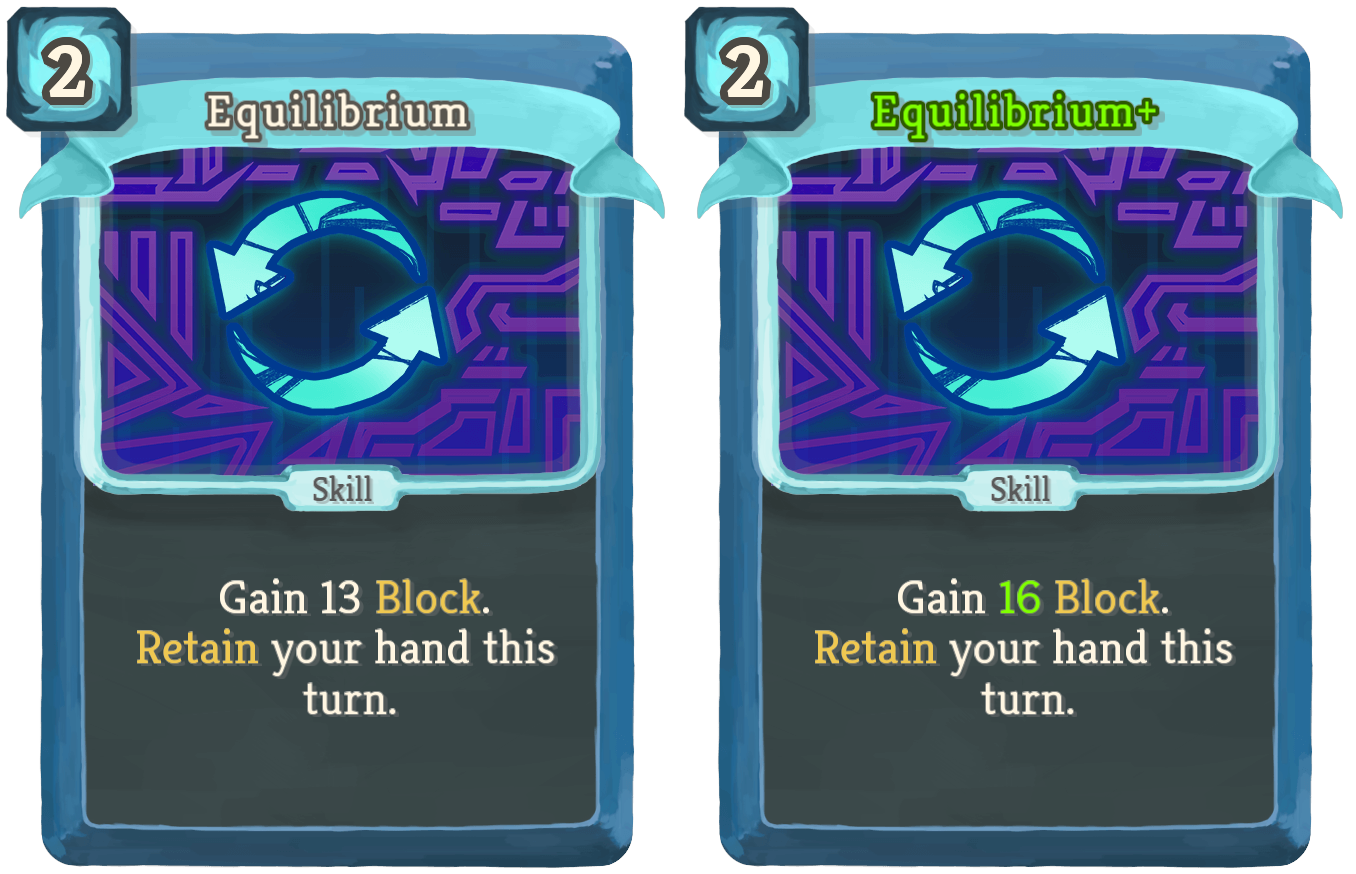 2
Equilibrium
Skill
Gain 13 Block.
Retain your hand this
turn.
2
Equilibrium+
Skill
Gain 16 Block.
Retain your hand this
turn.